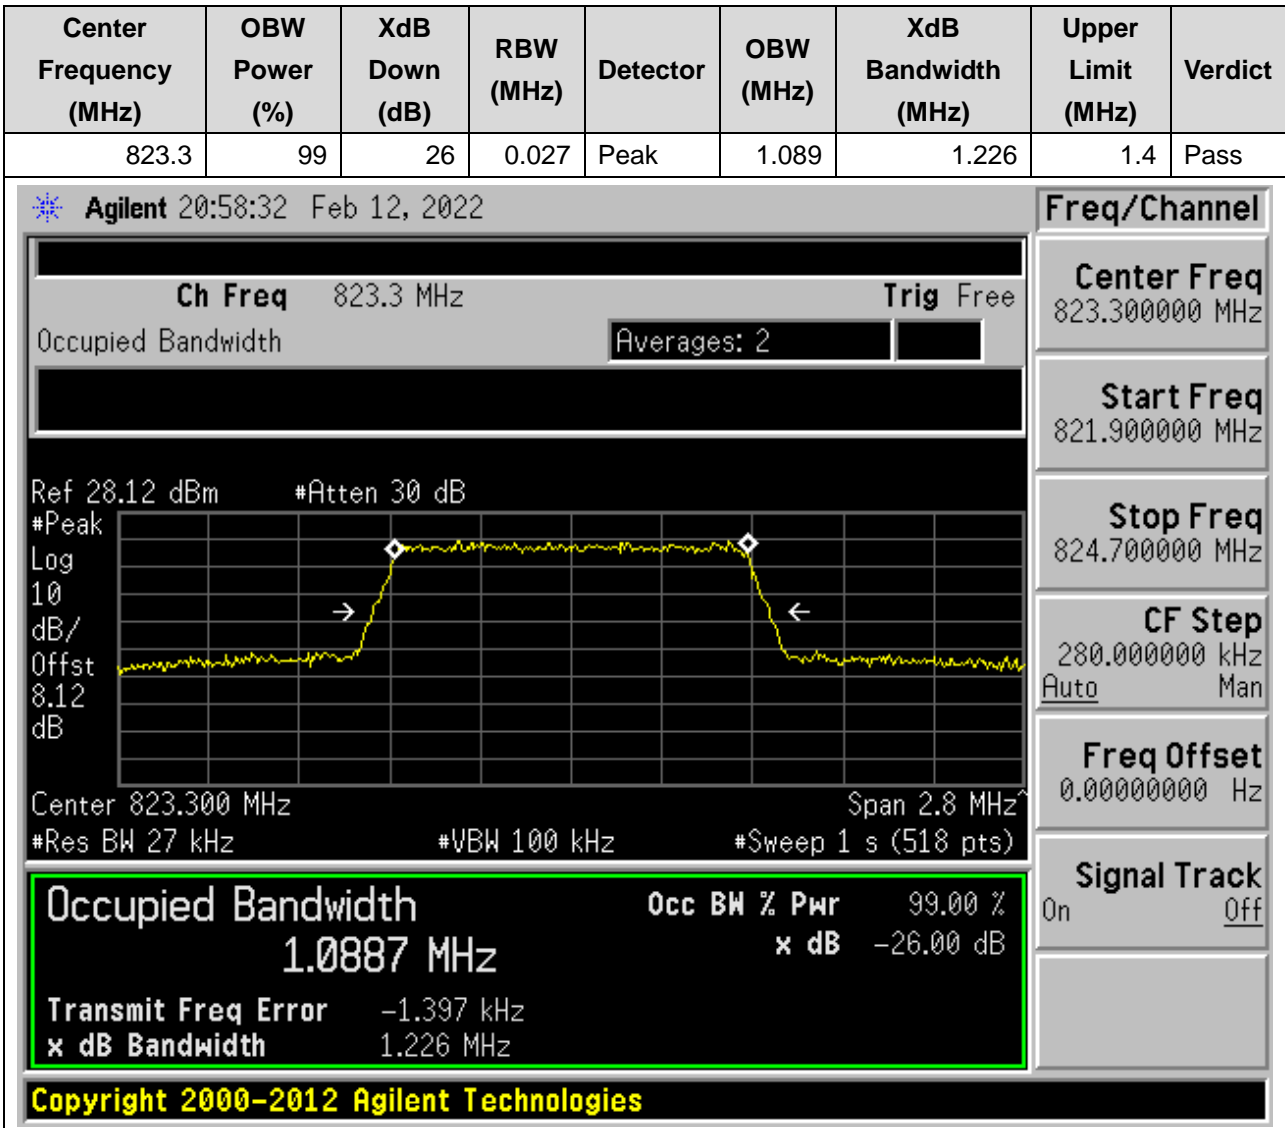 Center Frequency (MHz) OBW Power (%) XdB Down (dB) RBW (MHz) Detector OBW (MHz) XdB Bandwidth (MHz) Upper Limit (MHz) Verdict
823.3 99 26 0.027 Peak 1.089 1.226 1.4 Pass
Agilent 20:58:32 Feb 12, 2022
Ch Freq 823.3 MHz Trig Free
Occupied Bandwidth Averages: 2
Ref 28.12 dBm #Atten 30 dB
#Peak
Log
10
dB/
Offst
8.12
dB
Center 823.300 MHz Span 2.8 MHz^
#Res BW 27 kHz #VBW 100 kHz #Sweep 1 s (518 pts)
Occupied Bandwidth Occ BW % Pwr 99.00 %
1.0887 MHz x dB -26.00 dB
Transmit Freq Error -1.397 kHz
x dB Bandwidth 1.226 MHz
Freq/Channel
Center Freq
823.300000 MHz
Start Freq
821.900000 MHz
Stop Freq
824.700000 MHz
CF Step
280.000000 kHz
Auto Man
Freq Offset
0.00000000 Hz
Signal Track
On Off
Copyright 2000-2012 Agilent Technologies